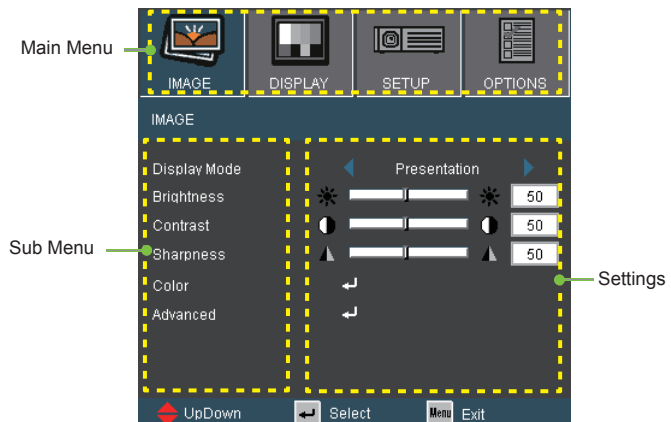 Main Menu
IMAGE DISPLAY SETUP OPTIONS
IMAGE
Display Mode Presentation
Brightness 50
Contrast 50
Sub Menu
Sharpness 50
Settings
Color
Advanced
UpDown Select Menu Exit